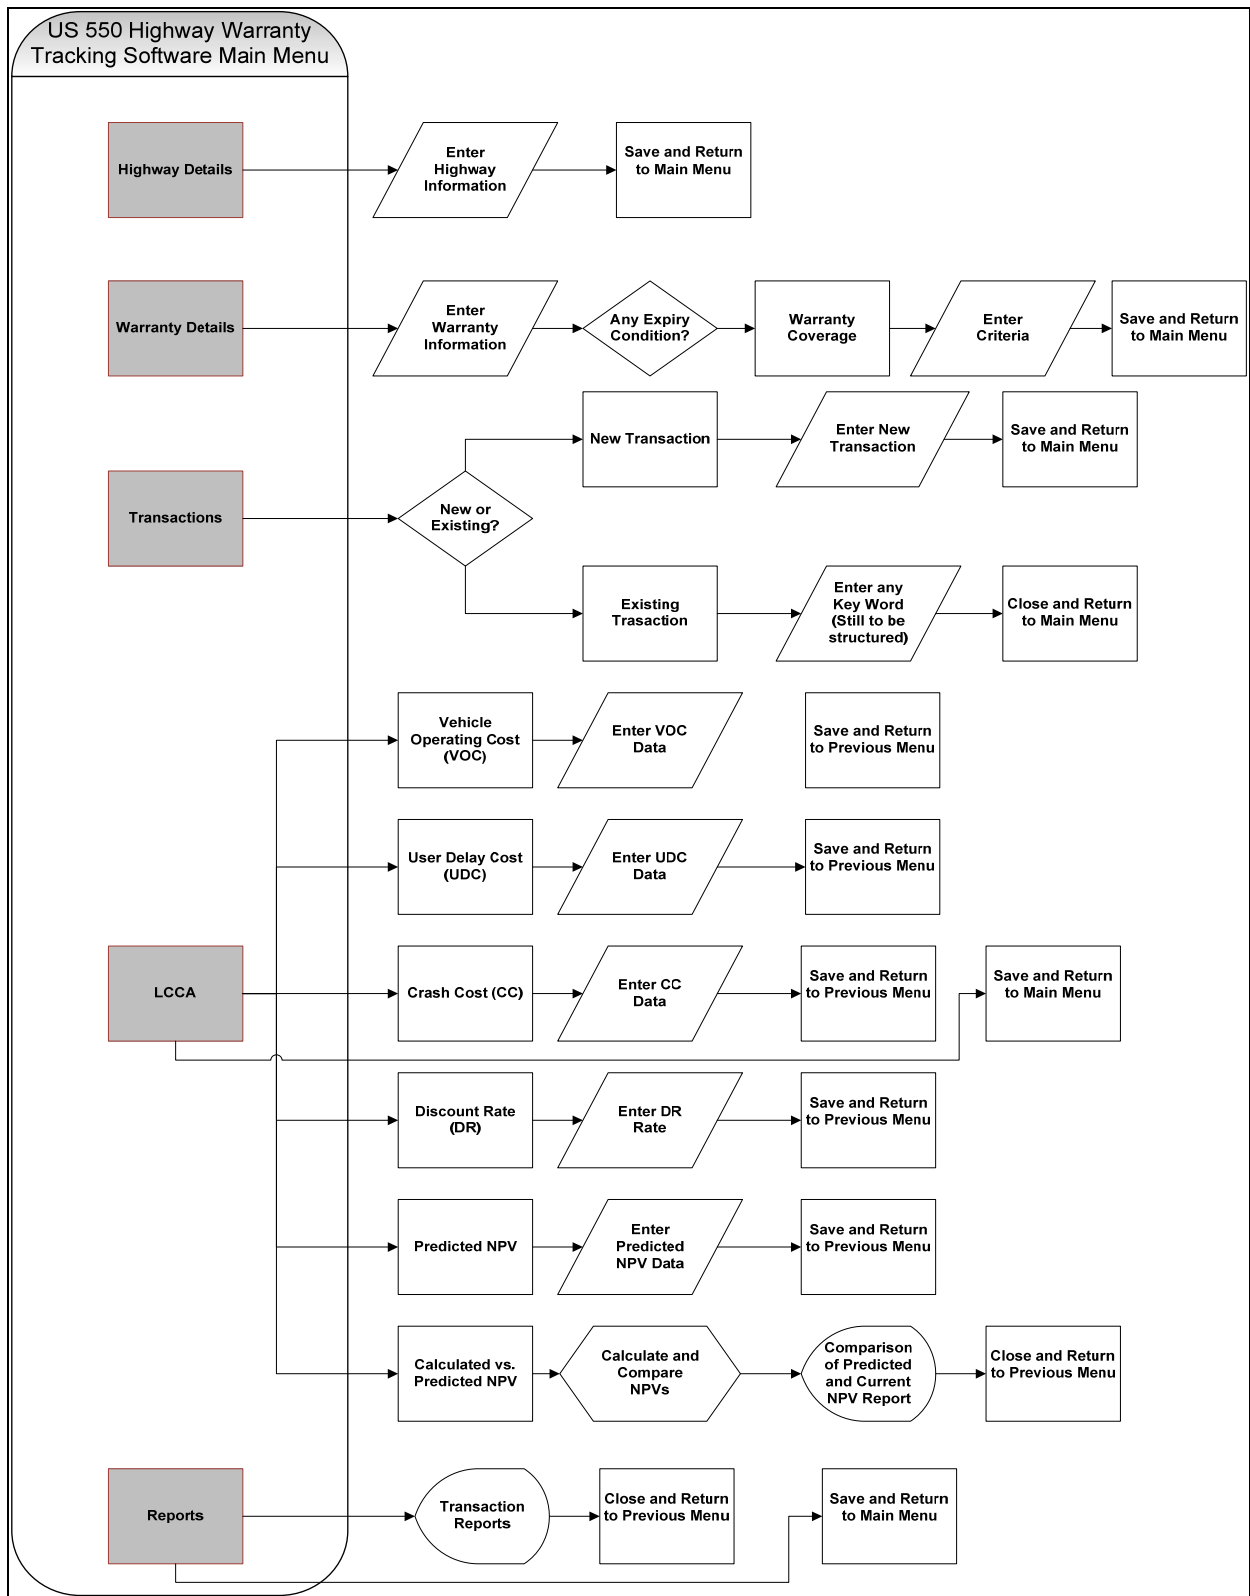 US 550 Highway Warranty
Tracking Software Main Menu
Highway Details
Enter
Highway
Information
Save and Return
to Main Menu
Warranty Details
Enter
Warranty
Information
Any Expiry
Condition?
Warranty
Coverage
Enter
Criteria
Save and Return
to Main Menu
New Transaction
Enter New
Transaction
Save and Return
to Main Menu
Transactions
New or
Existing?
Existing
Trasaction
Enter any
Key Word
(Still to be
structured)
Close and Return
to Main Menu
Vehicle
Operating Cost
(VOC)
Enter VOC
Data
Save and Return
to Previous Menu
User Delay Cost
(UDC)
Enter UDC
Data
Save and Return
to Previous Menu
LCCA
Crash Cost (CC)
Enter CC
Data
Save and Return
to Previous Menu
Save and Return
to Main Menu
Discount Rate
(DR)
Enter DR
Rate
Save and Return
to Previous Menu
Predicted NPV
Enter
Predicted
NPV Data
Save and Return
to Previous Menu
Calculated vs.
Predicted NPV
Calculate and
Compare
NPVs
Comparison
of Predicted
and Current
NPV Report
Close and Return
to Previous Menu
Reports
Transaction
Reports
Close and Return
to Previous Menu
Save and Return
to Main Menu